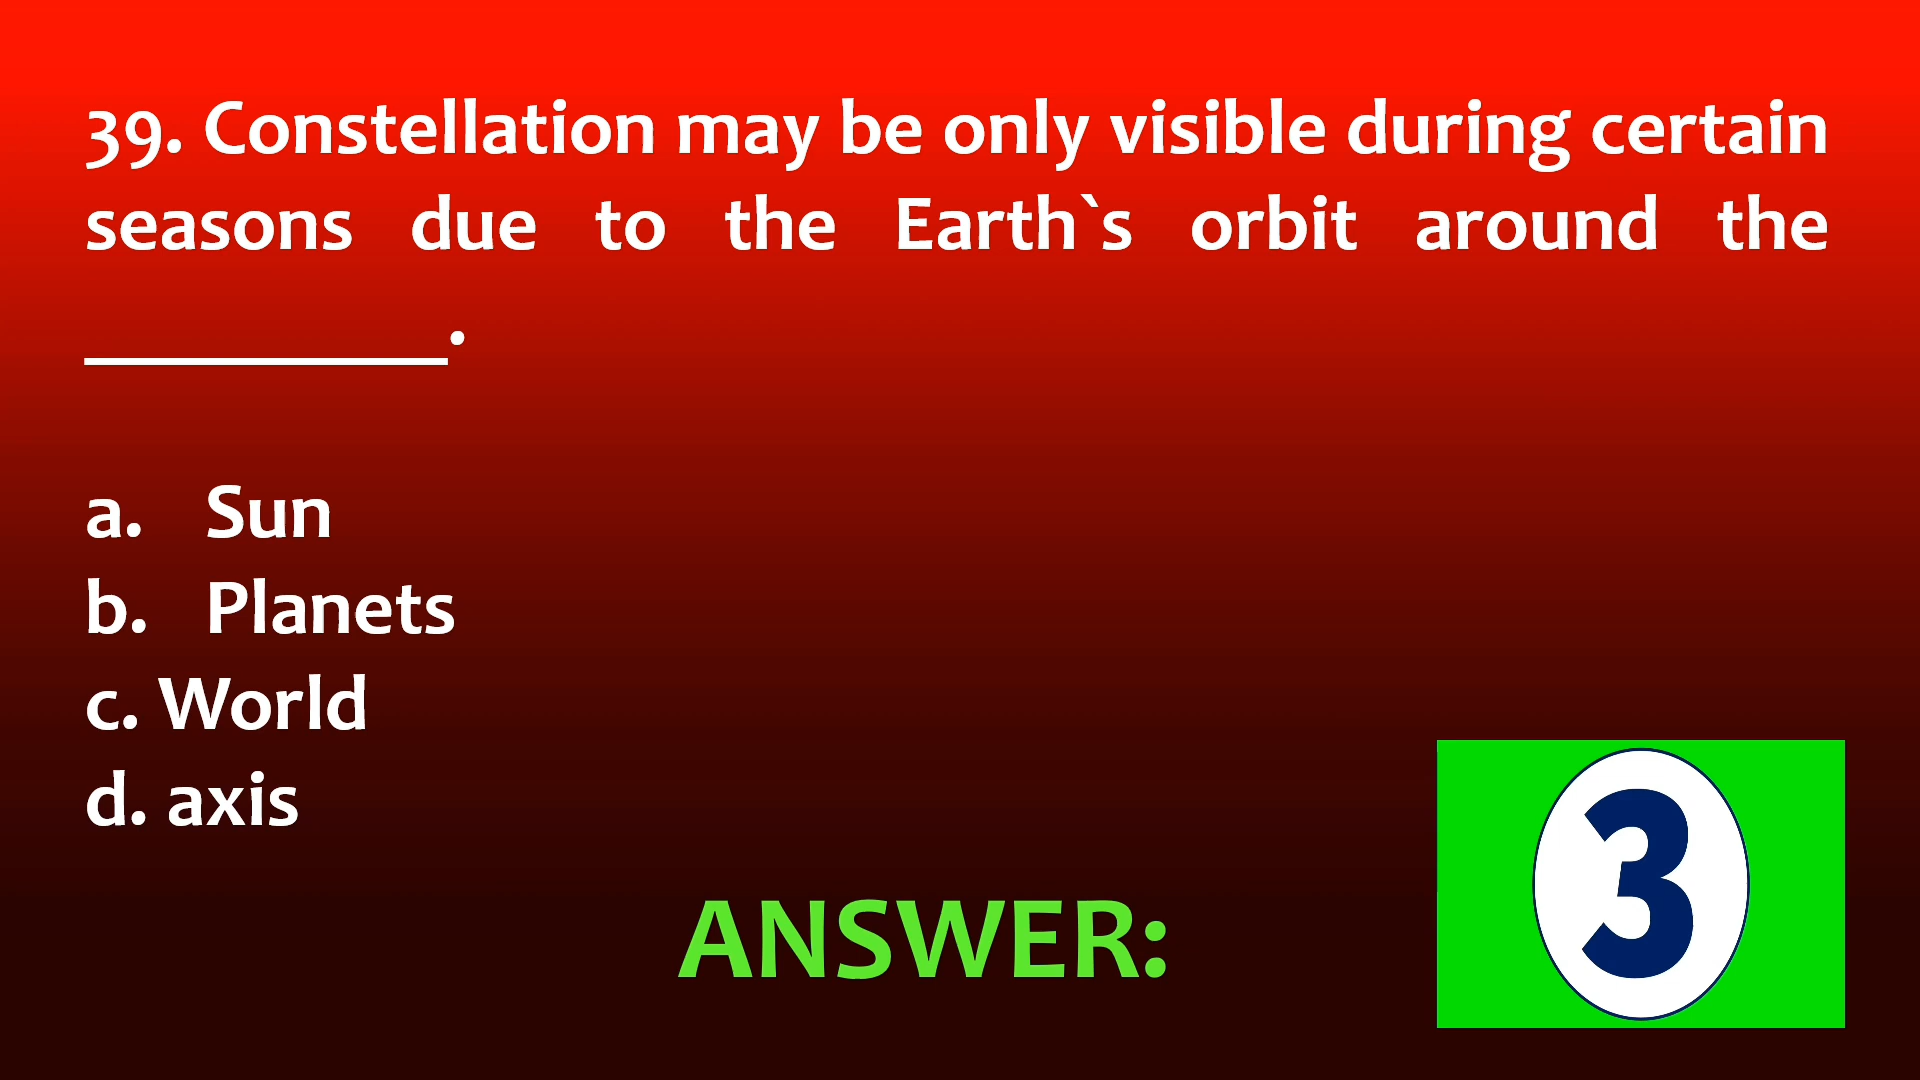 39. Constellation may be only visible during certain
seasons due to the Earth`s orbit around the
__________.
a. Sun
b. Planets
c. World
d. axis
ANSWER:
3